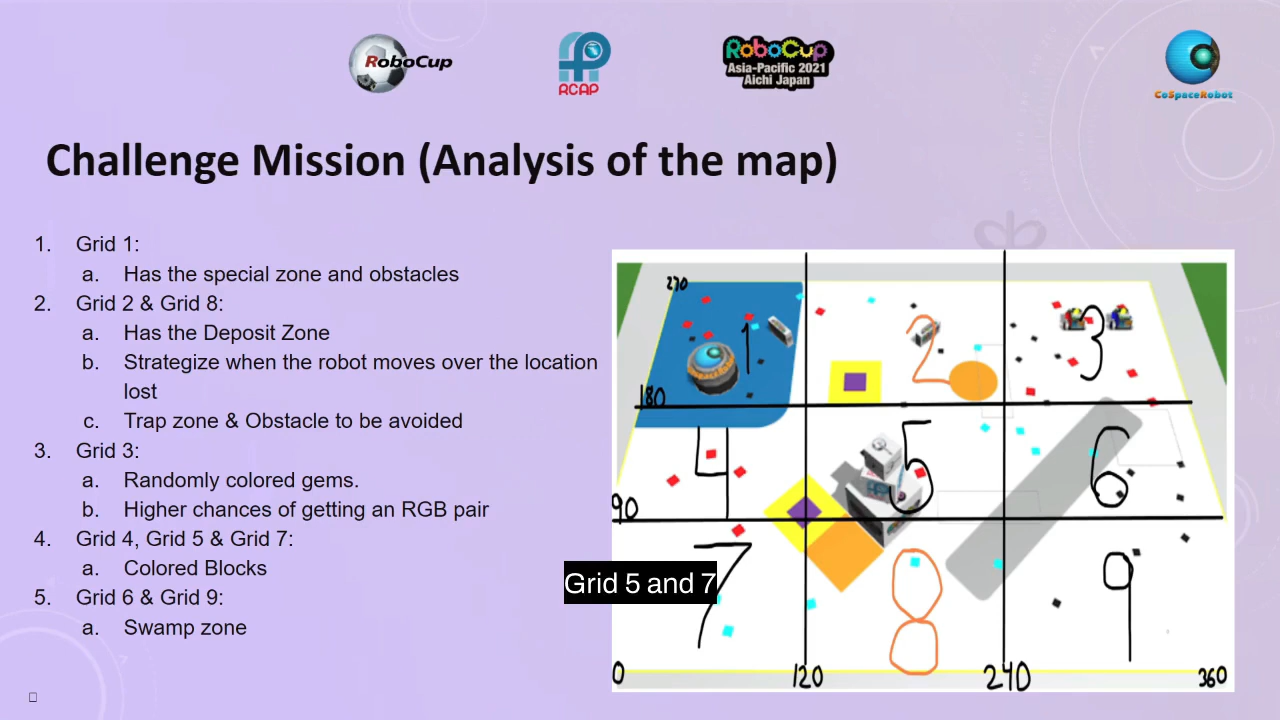 RoboCup
ACAP
RoboCup
Asia-Pacific 2021
Aichi Japan
CoSpaceRobot
Challenge Mission (Analysis of the map)
1. Grid 1:
a. Has the special zone and obstacles
2. Grid 2 & Grid 8:
a. Has the Deposit Zone
b. Strategize when the robot moves over the location
lost
c. Trap zone & Obstacle to be avoided
3. Grid 3:
a. Randomly colored gems.
b. Higher chances of getting an RGB pair
4. Grid 4, Grid 5 & Grid 7:
a. Colored Blocks
5. Grid 6 & Grid 9:
a. Swamp zone
270
1 2 3
180
4 5 6
90
7 8 9
0 120 240 360
Grid 5 and 7